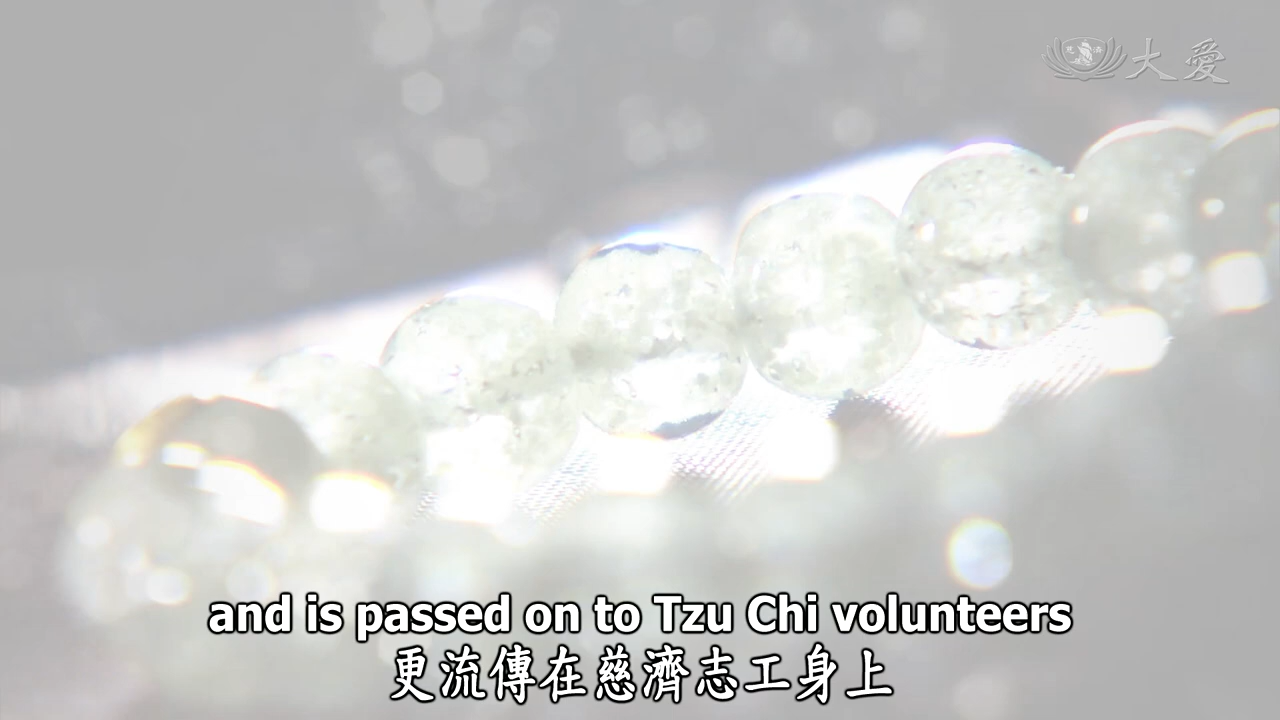 大愛
and is passed on to Tzu Chi volunteers
更流傳在慈濟志工身上